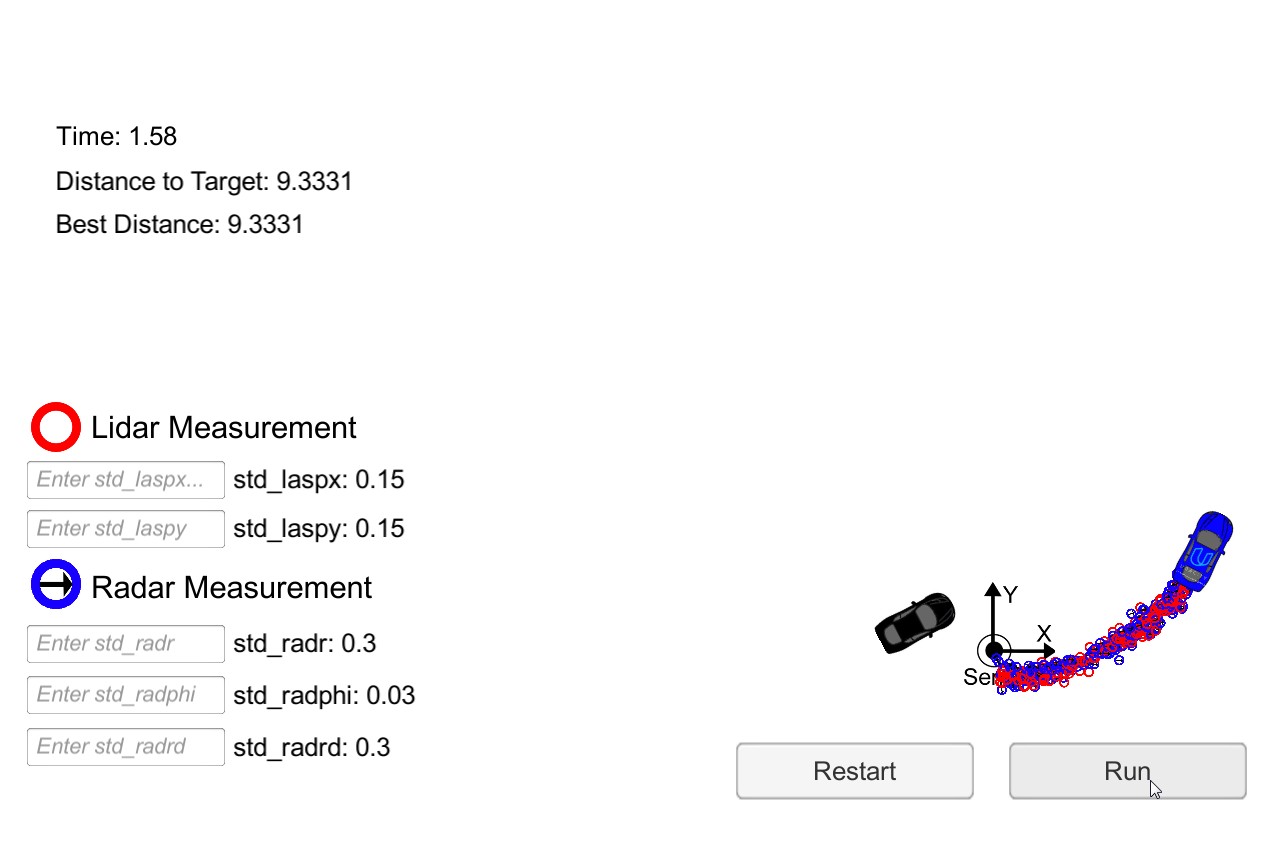 Time: 1.58
Distance to Target: 9.3331
Best Distance: 9.3331
Lidar Measurement
Enter std_laspx... std_laspx: 0.15
Enter std_laspy std_laspy: 0.15
Radar Measurement
Enter std_radr std_radr: 0.3
Enter std_radphi std_radphi: 0.03
Enter std_radrd std_radrd: 0.3
Y
X
Sen
Restart Run